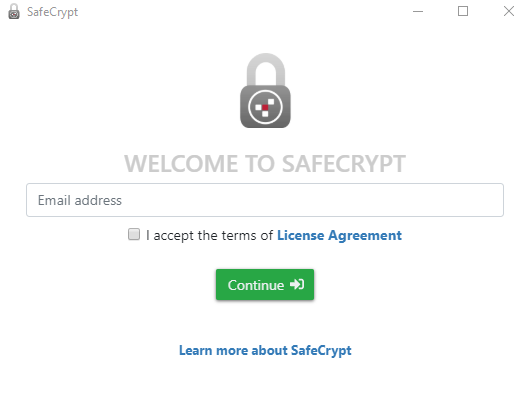 SafeCrypt
WELCOME TO SAFECRYPT
Email address
I accept the terms of License Agreement
Continue
Learn more about SafeCrypt